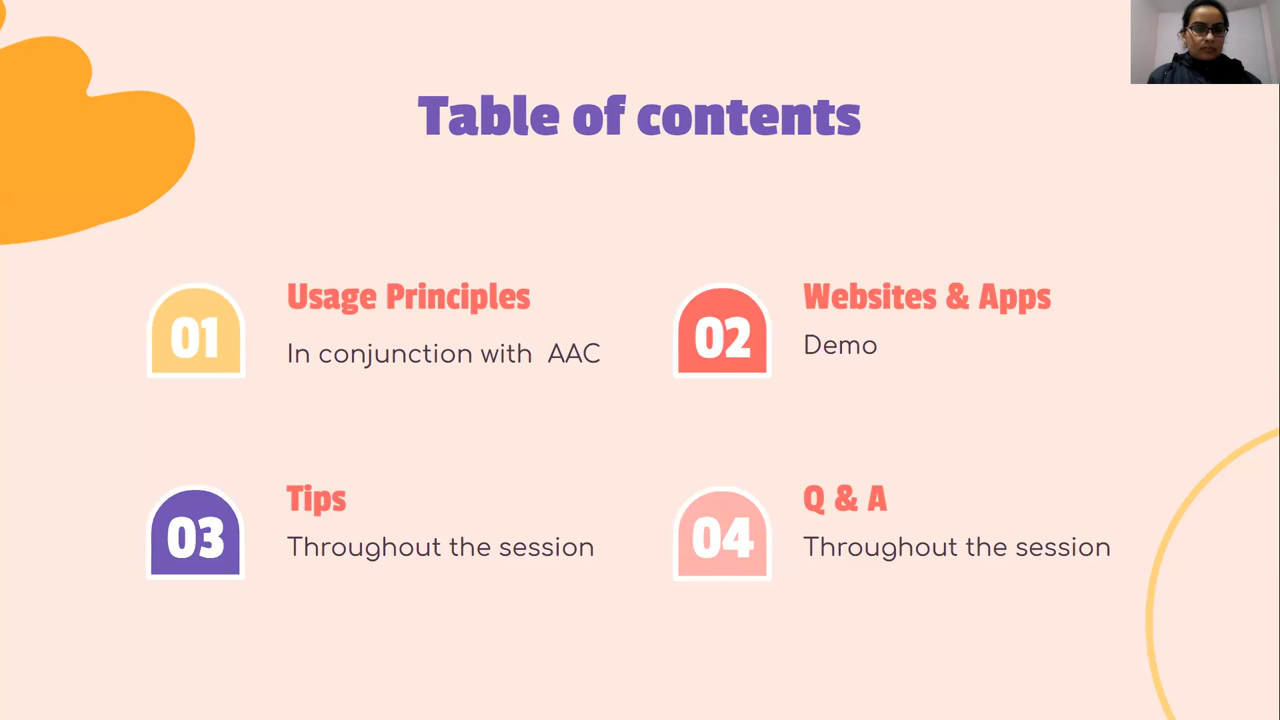 Table of contents
01
Usage Principles
In conjunction with AAC
02
Websites & Apps
Demo
03
Tips
Throughout the session
04
Q & A
Throughout the session